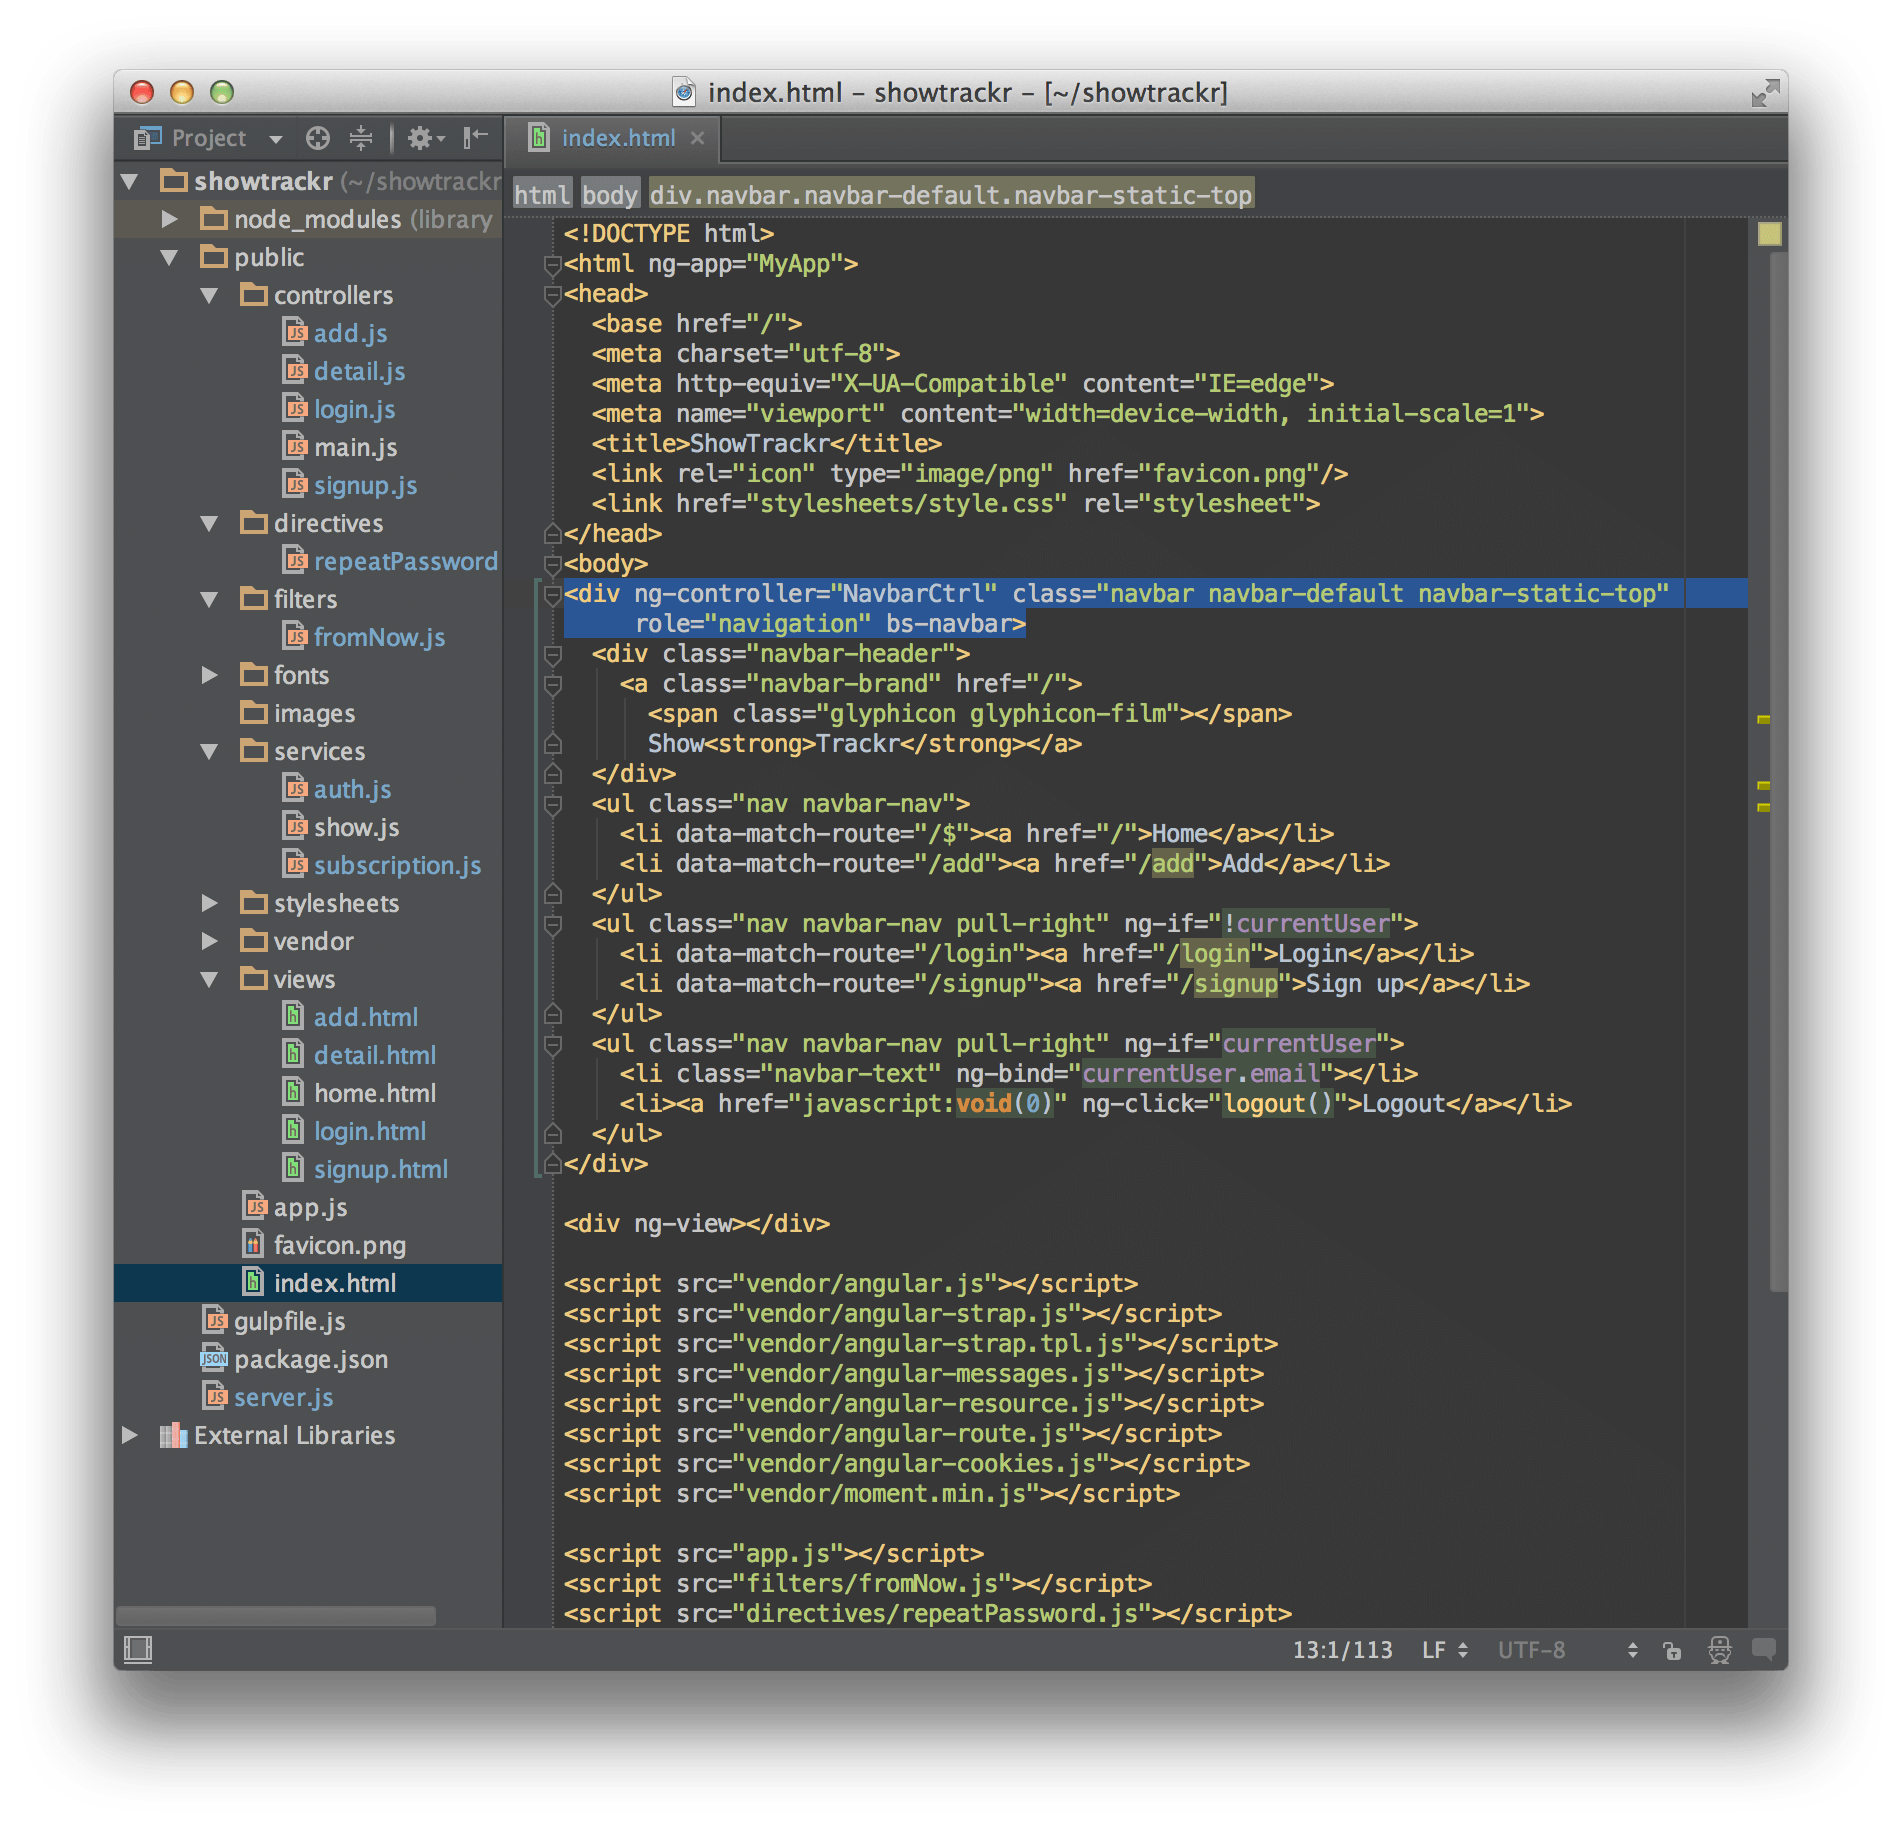 index.html – showtrackr – [~/showtrackr]
Project
showtrackr (~/showtrackr
node_modules (library
public
controllers
add.js
detail.js
login.js
main.js
signup.js
directives
repeatPassword
filters
fromNow.js
fonts
images
services
auth.js
show.js
subscription.js
stylesheets
vendor
views
add.html
detail.html
home.html
login.html
signup.html
app.js
favicon.png
index.html
gulpfile.js
package.json
server.js
External Libraries
index.html
html body div.navbar.navbar-default.navbar-static-top
<!DOCTYPE html>
<html ng-app="MyApp">
<head>
  <base href="/">
  <meta charset="utf-8">
  <meta http-equiv="X-UA-Compatible" content="IE=edge">
  <meta name="viewport" content="width=device-width, initial-scale=1">
  <title>ShowTrackr</title>
  <link rel="icon" type="image/png" href="favicon.png"/>
  <link href="stylesheets/style.css" rel="stylesheet">
</head>
<body>
<div ng-controller="NavbarCtrl" class="navbar navbar-default navbar-static-top"
     role="navigation" bs-navbar>
  <div class="navbar-header">
    <a class="navbar-brand" href="/">
      <span class="glyphicon glyphicon-film"></span>
      Show<strong>Trackr</strong></a>
  </div>
  <ul class="nav navbar-nav">
    <li data-match-route="/$"><a href="/">Home</a></li>
    <li data-match-route="/add"><a href="/add">Add</a></li>
  </ul>
  <ul class="nav navbar-nav pull-right" ng-if="!currentUser">
    <li data-match-route="/login"><a href="/login">Login</a></li>
    <li data-match-route="/signup"><a href="/signup">Sign up</a></li>
  </ul>
  <ul class="nav navbar-nav pull-right" ng-if="currentUser">
    <li class="navbar-text" ng-bind="currentUser.email"></li>
    <li><a href="javascript:void(0)" ng-click="logout()">Logout</a></li>
  </ul>
</div>
<div ng-view></div>
<script src="vendor/angular.js"></script>
<script src="vendor/angular-strap.js"></script>
<script src="vendor/angular-strap.tpl.js"></script>
<script src="vendor/angular-messages.js"></script>
<script src="vendor/angular-resource.js"></script>
<script src="vendor/angular-route.js"></script>
<script src="vendor/angular-cookies.js"></script>
<script src="vendor/moment.min.js"></script>
<script src="app.js"></script>
<script src="filters/fromNow.js"></script>
<script src="directives/repeatPassword.js"></script>
13:1/113 LF UTF-8